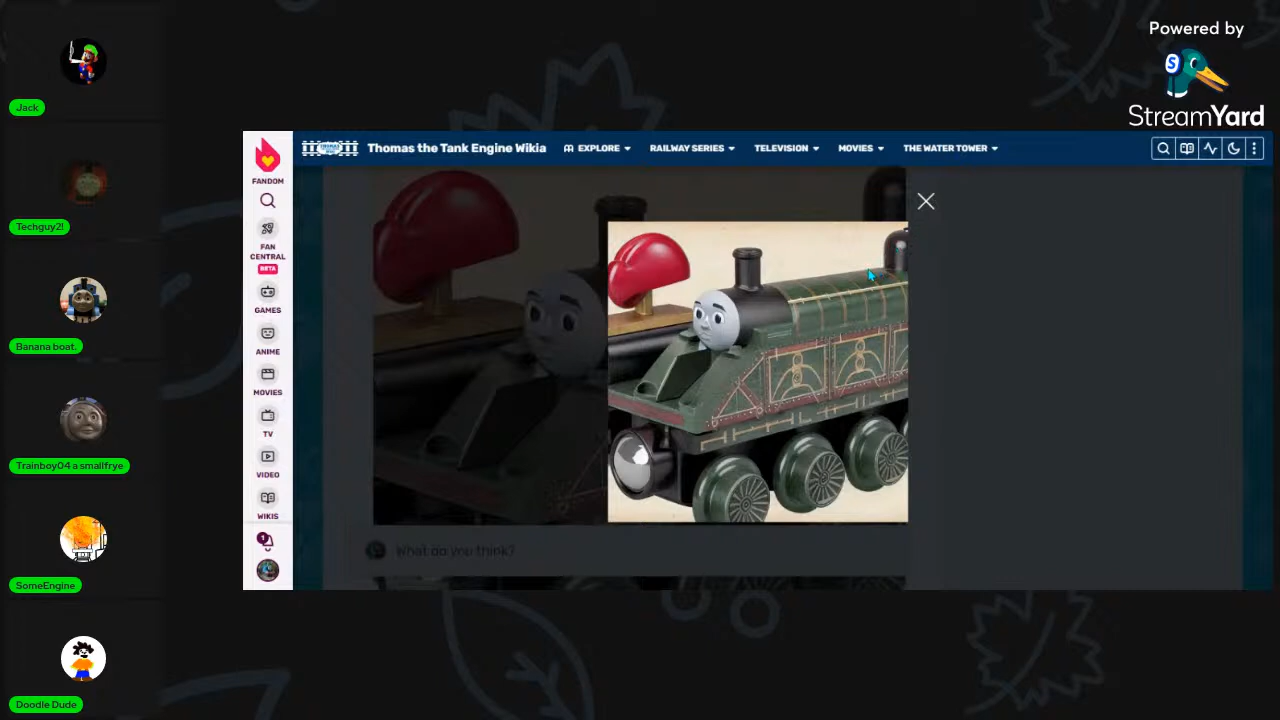 Powered by
S
StreamYard
Jack
Techguy2!
Banana boat.
Trainboy04 a smallfrye
SomeEngine
Doodle Dude
FANDOM
FAN
CENTRAL
BETA
GAMES
ANIME
MOVIES
TV
VIDEO
WIKIS
1
Thomas the Tank Engine Wikia
EXPLORE
RAILWAY SERIES
TELEVISION
MOVIES
THE WATER TOWER
What do you think?